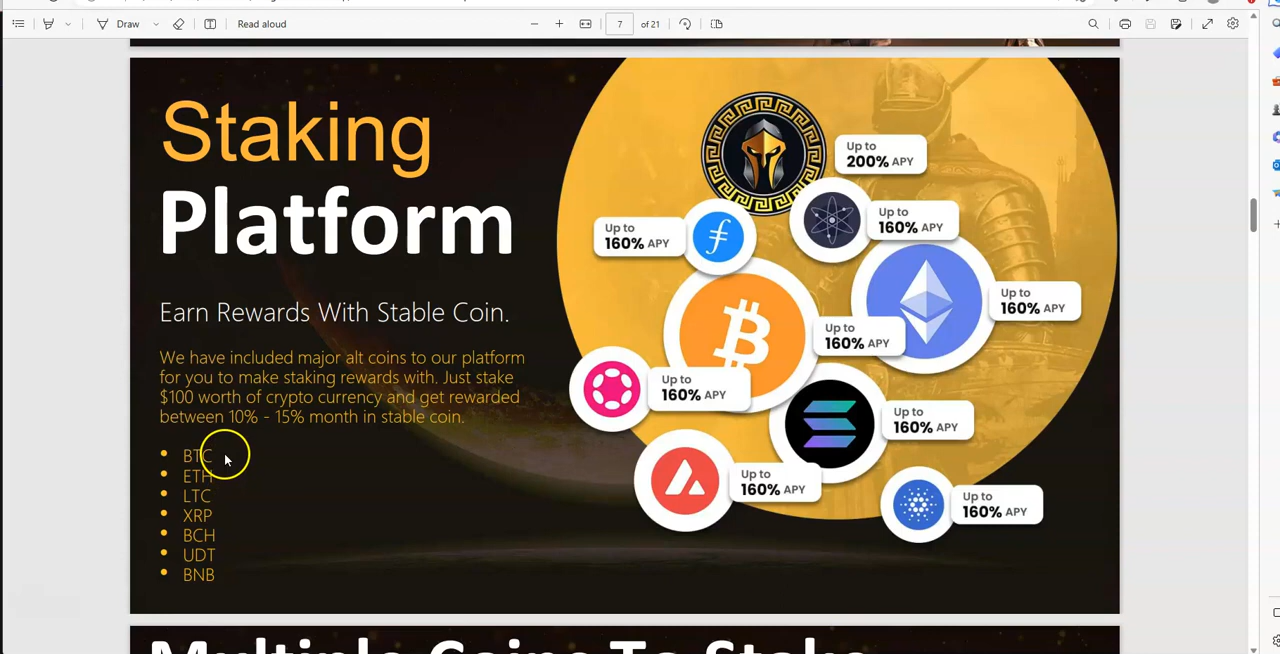 Draw
Read aloud
7
of 21
Staking
Platform
Earn Rewards With Stable Coin.
We have included major alt coins to our platform
for you to make staking rewards with. Just stake
$100 worth of crypto currency and get rewarded
between 10% - 15% month in stable coin.
• BTC
• ETH
• LTC
• XRP
• BCH
• UDT
• BNB
Up to
200% APY
Up to
160% APY
Up to
160% APY
Up to
160% APY
Up to
160% APY
Up to
160% APY
Up to
160% APY
Up to
160% APY
Up to
160% APY
Multiple Coins To Stake